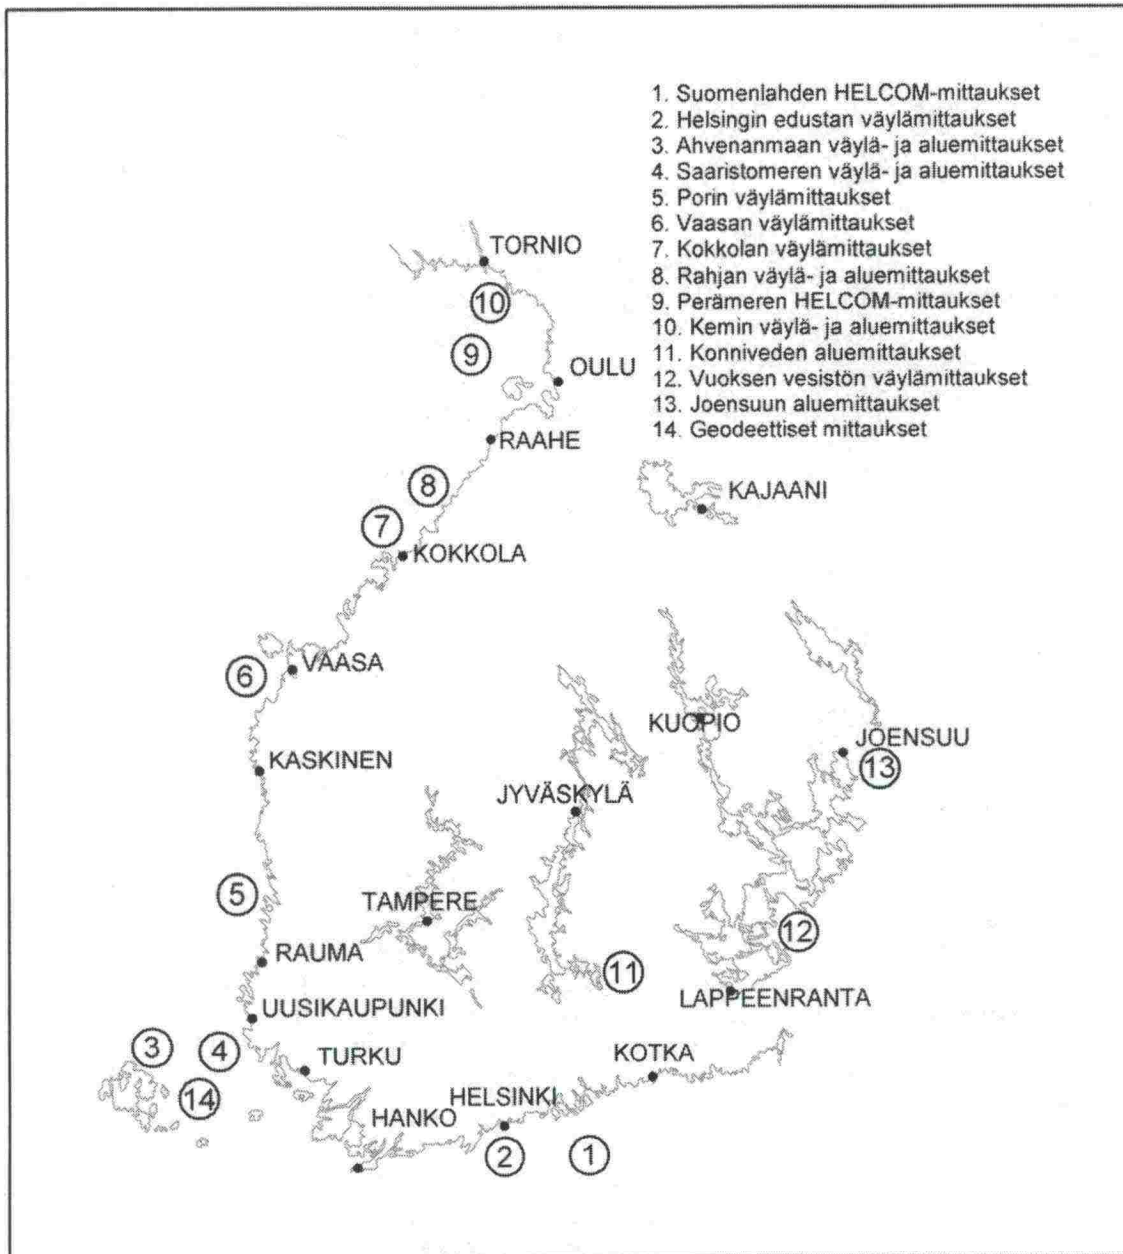 1. Suomenlahden HELCOM-mittaukset
2. Helsingin edustan väylämittaukset
3. Ahvenanmaan väylä- ja aluemittaukset
4. Saaristomeren väylä- ja aluemittaukset
5. Porin väylämittaukset
6. Vaasan väylämittaukset
7. Kokkolan väylämittaukset
8. Rahjan väylä- ja aluemittaukset
9. Perämeren HELCOM-mittaukset
10. Kemin väylä- ja aluemittaukset
11. Konniveden aluemittaukset
12. Vuoksen vesistön väylämittaukset
13. Joensuun aluemittaukset
14. Geodeettiset mittaukset
TORNIO
10
9
OULU
RAAHE
8
KAJAANI
7
KOKKOLA
6
VAASA
KUOPIO
JOENSUU
13
KASKINEN
JYVÄSKYLÄ
5
TAMPERE
12
RAUMA
11
LAPPEENRANTA
UUSIKAUPUNKI
3
4
TURKU
KOTKA
14
HELSINKI
HANKO
2
1